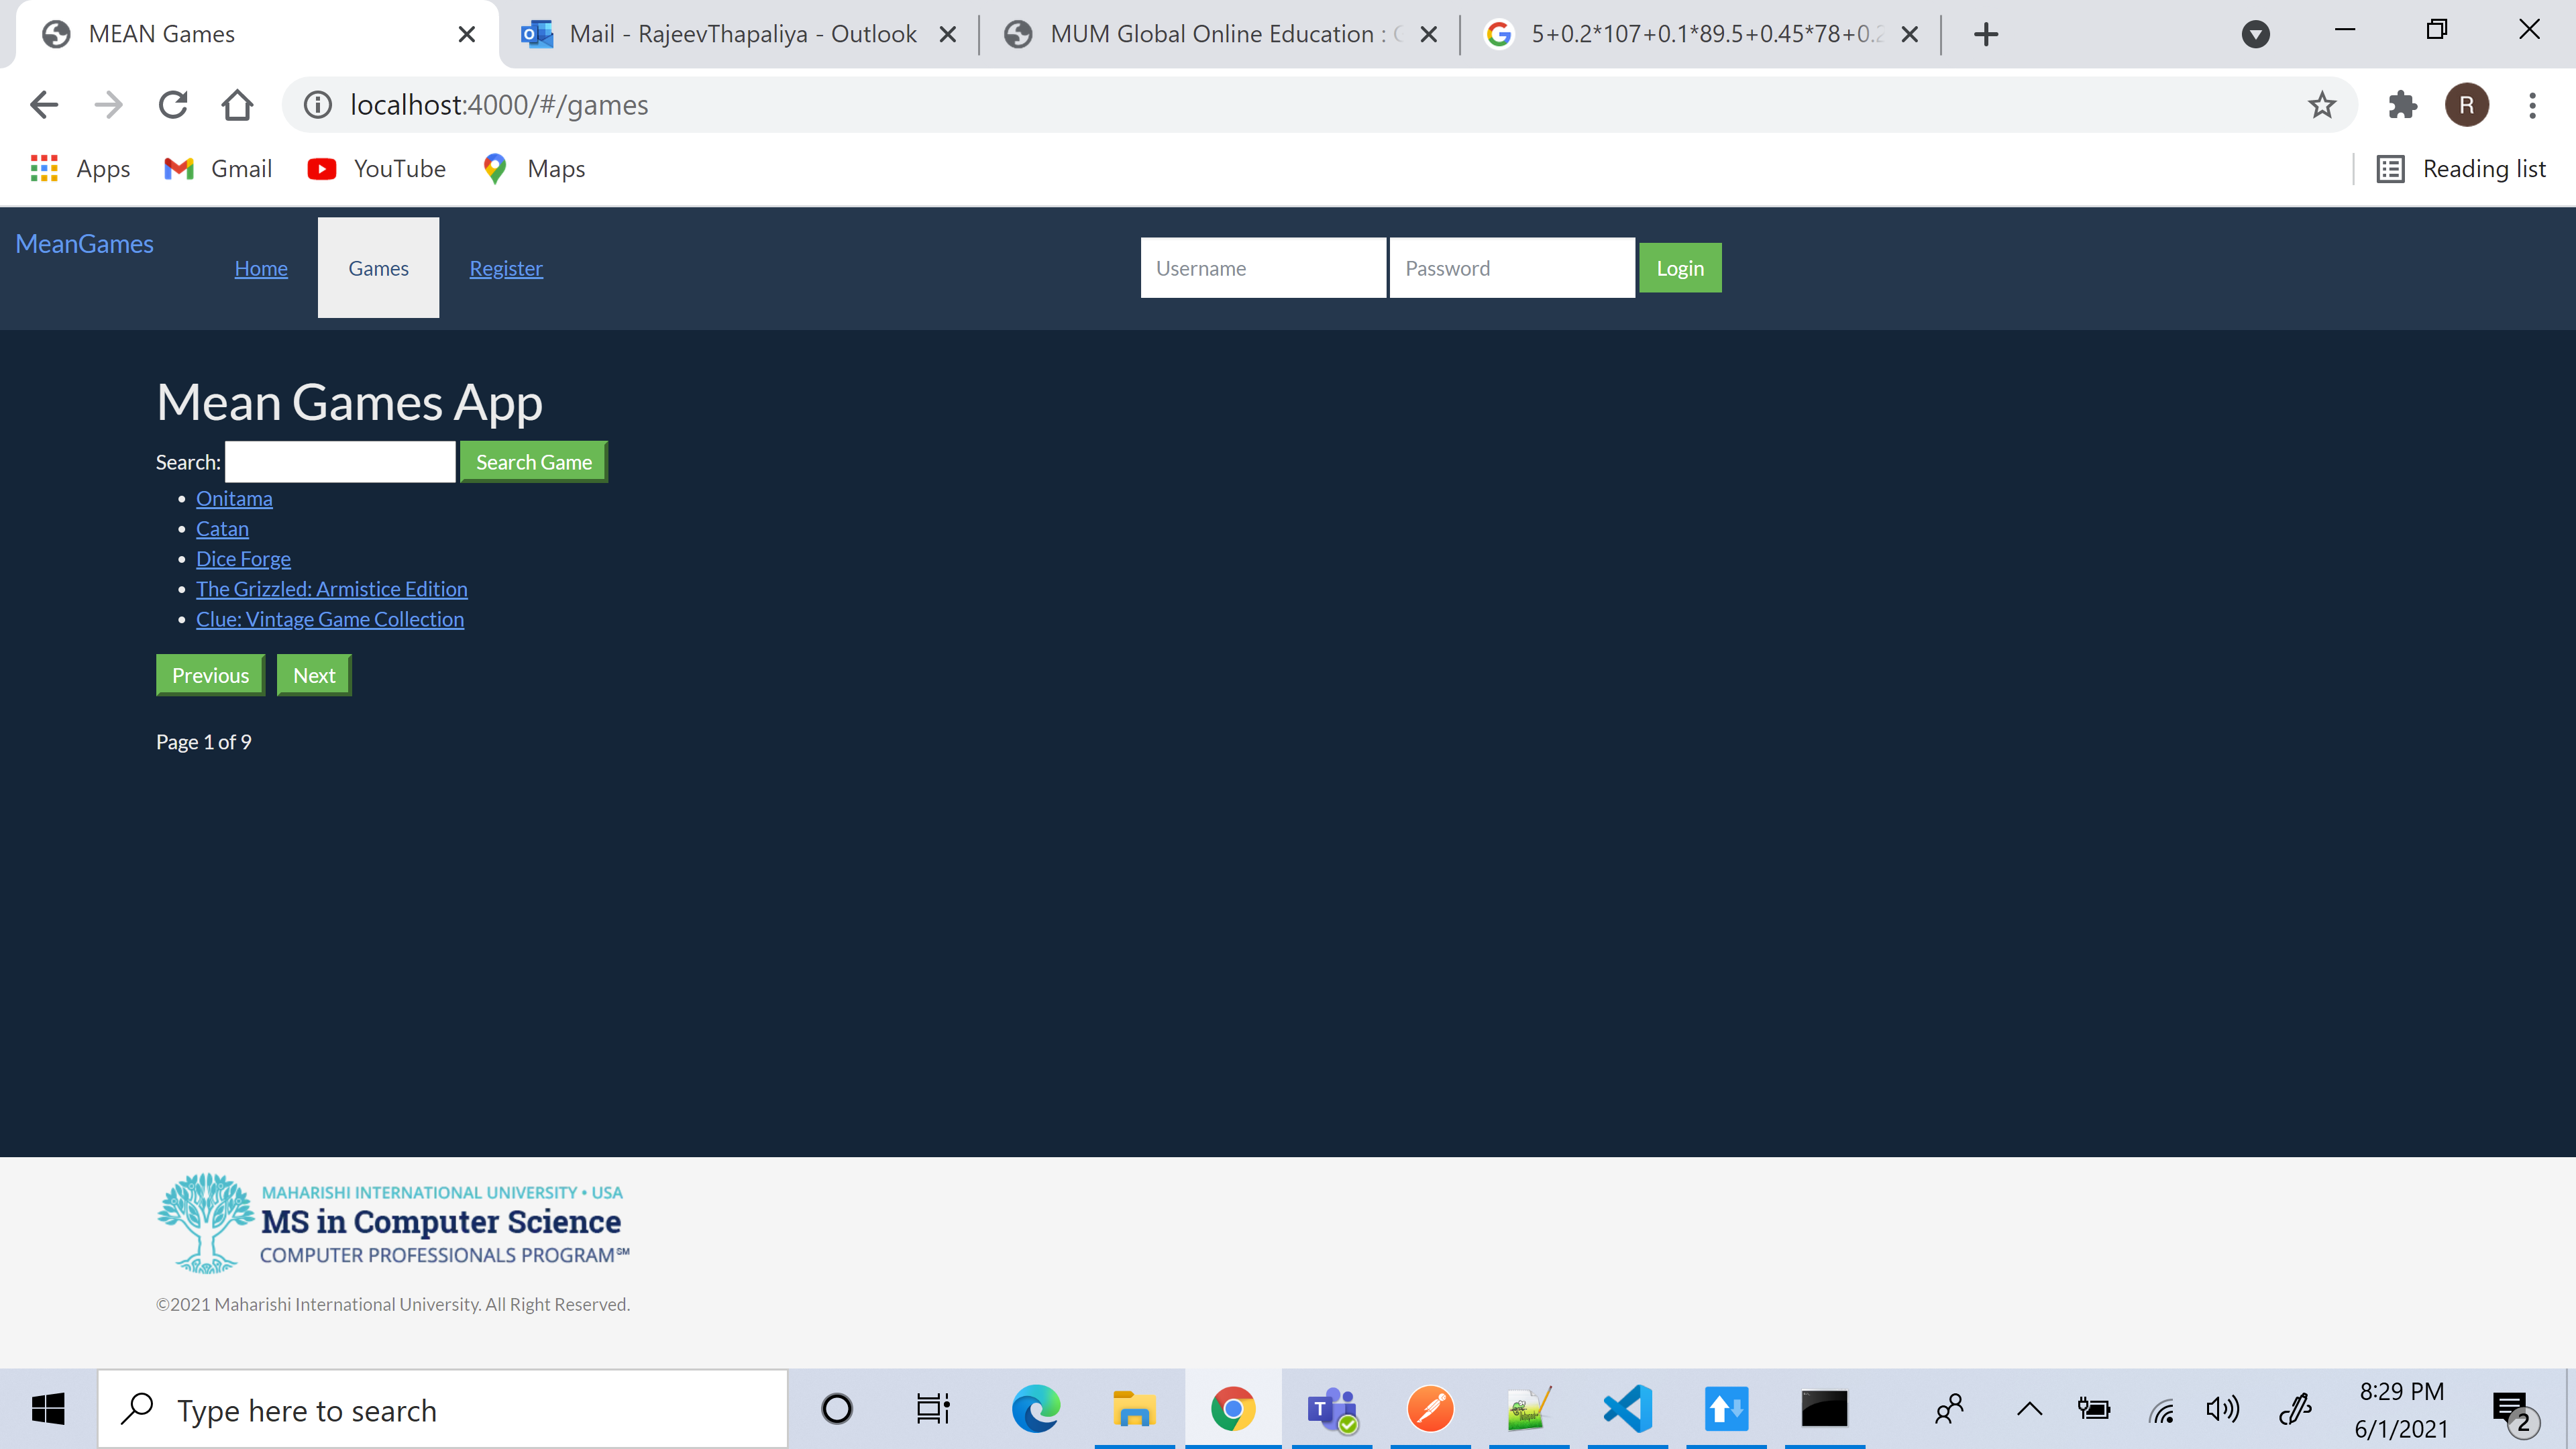 MEAN Games
Mail - RajeevThapaliya - Outlook
MUM Global Online Education :
5+0.2*107+0.1*89.5+0.45*78+0.2
localhost:4000/#/games
R
Apps
Gmail
YouTube
Maps
Reading list
MeanGames
Home
Games
Register
Username
Password
Login
Mean Games App
Search:
Search Game
Onitama
Catan
Dice Forge
The Grizzled: Armistice Edition
Clue: Vintage Game Collection
Previous
Next
Page 1 of 9
MAHARISHI INTERNATIONAL UNIVERSITY • USA
MS in Computer Science
COMPUTER PROFESSIONALS PROGRAM℠
©2021 Maharishi International University. All Right Reserved.
Type here to search
8:29 PM
6/1/2021
2